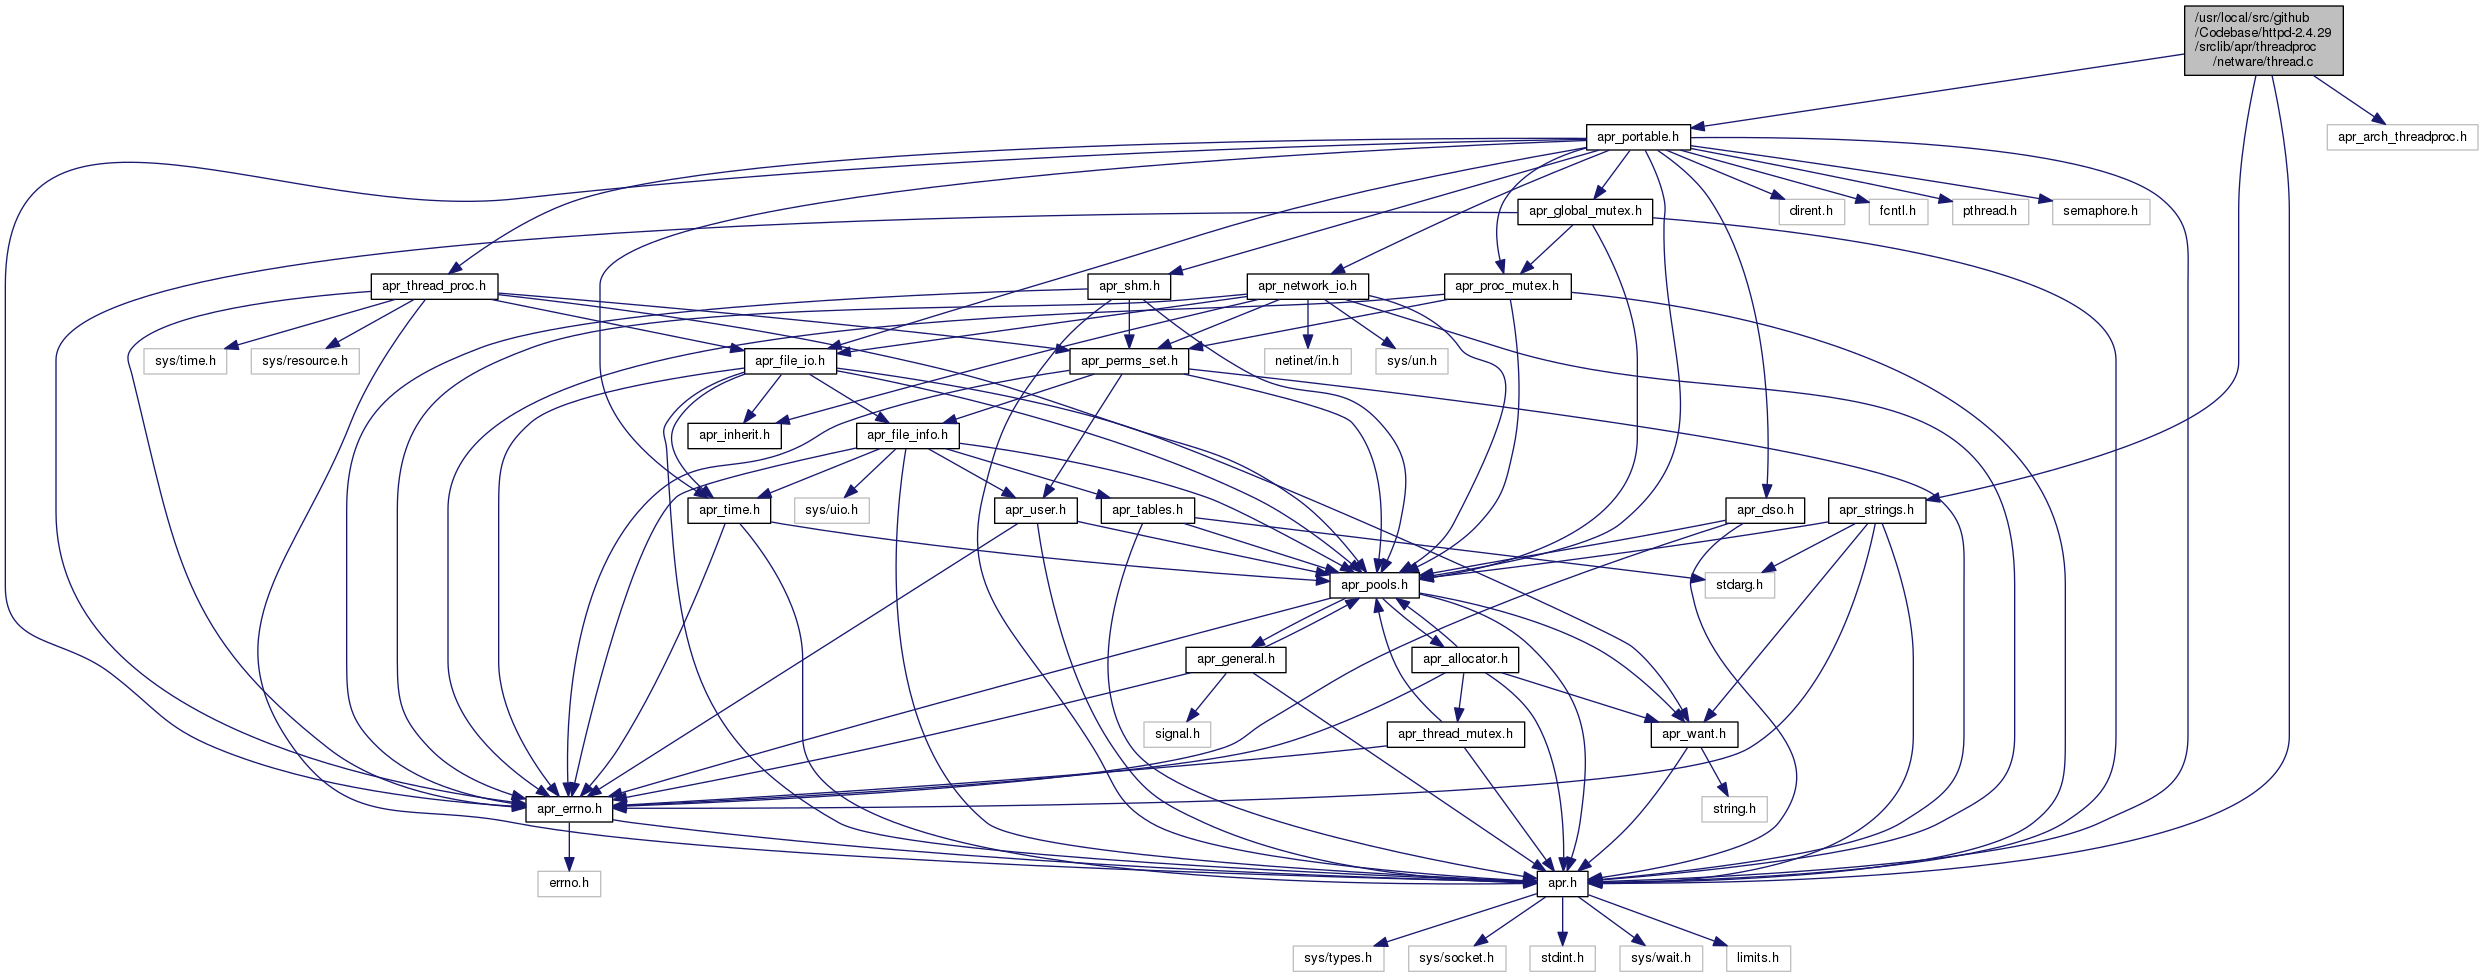 /usr/local/src/github
/Codebase/httpd-2.4.29
/srclib/apr/threadproc
/netware/thread.c
apr_portable.h
apr_arch_threadproc.h
apr_global_mutex.h
dirent.h
fcntl.h
pthread.h
semaphore.h
apr_thread_proc.h
apr_shm.h
apr_network_io.h
apr_proc_mutex.h
sys/time.h
sys/resource.h
apr_file_io.h
apr_perms_set.h
netinet/in.h
sys/un.h
apr_inherit.h
apr_file_info.h
apr_time.h
sys/uio.h
apr_user.h
apr_tables.h
apr_dso.h
apr_strings.h
apr_pools.h
stdarg.h
apr_general.h
apr_allocator.h
signal.h
apr_thread_mutex.h
apr_want.h
apr_errno.h
string.h
errno.h
apr.h
sys/types.h
sys/socket.h
stdint.h
sys/wait.h
limits.h